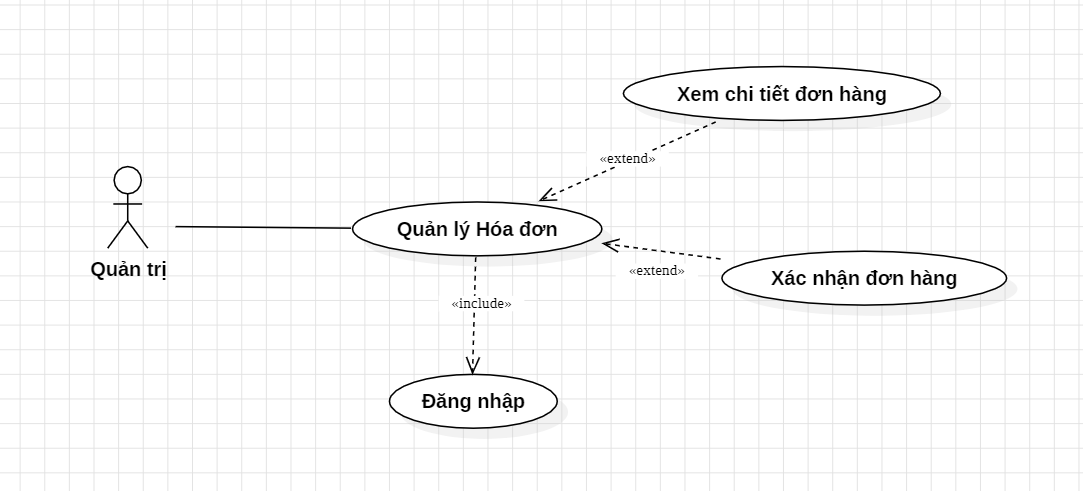 Xem chi tiết đơn hàng
«extend»
Quản lý Hóa đơn
Quản trị
«extend»
Xác nhận đơn hàng
«include»
Đăng nhập